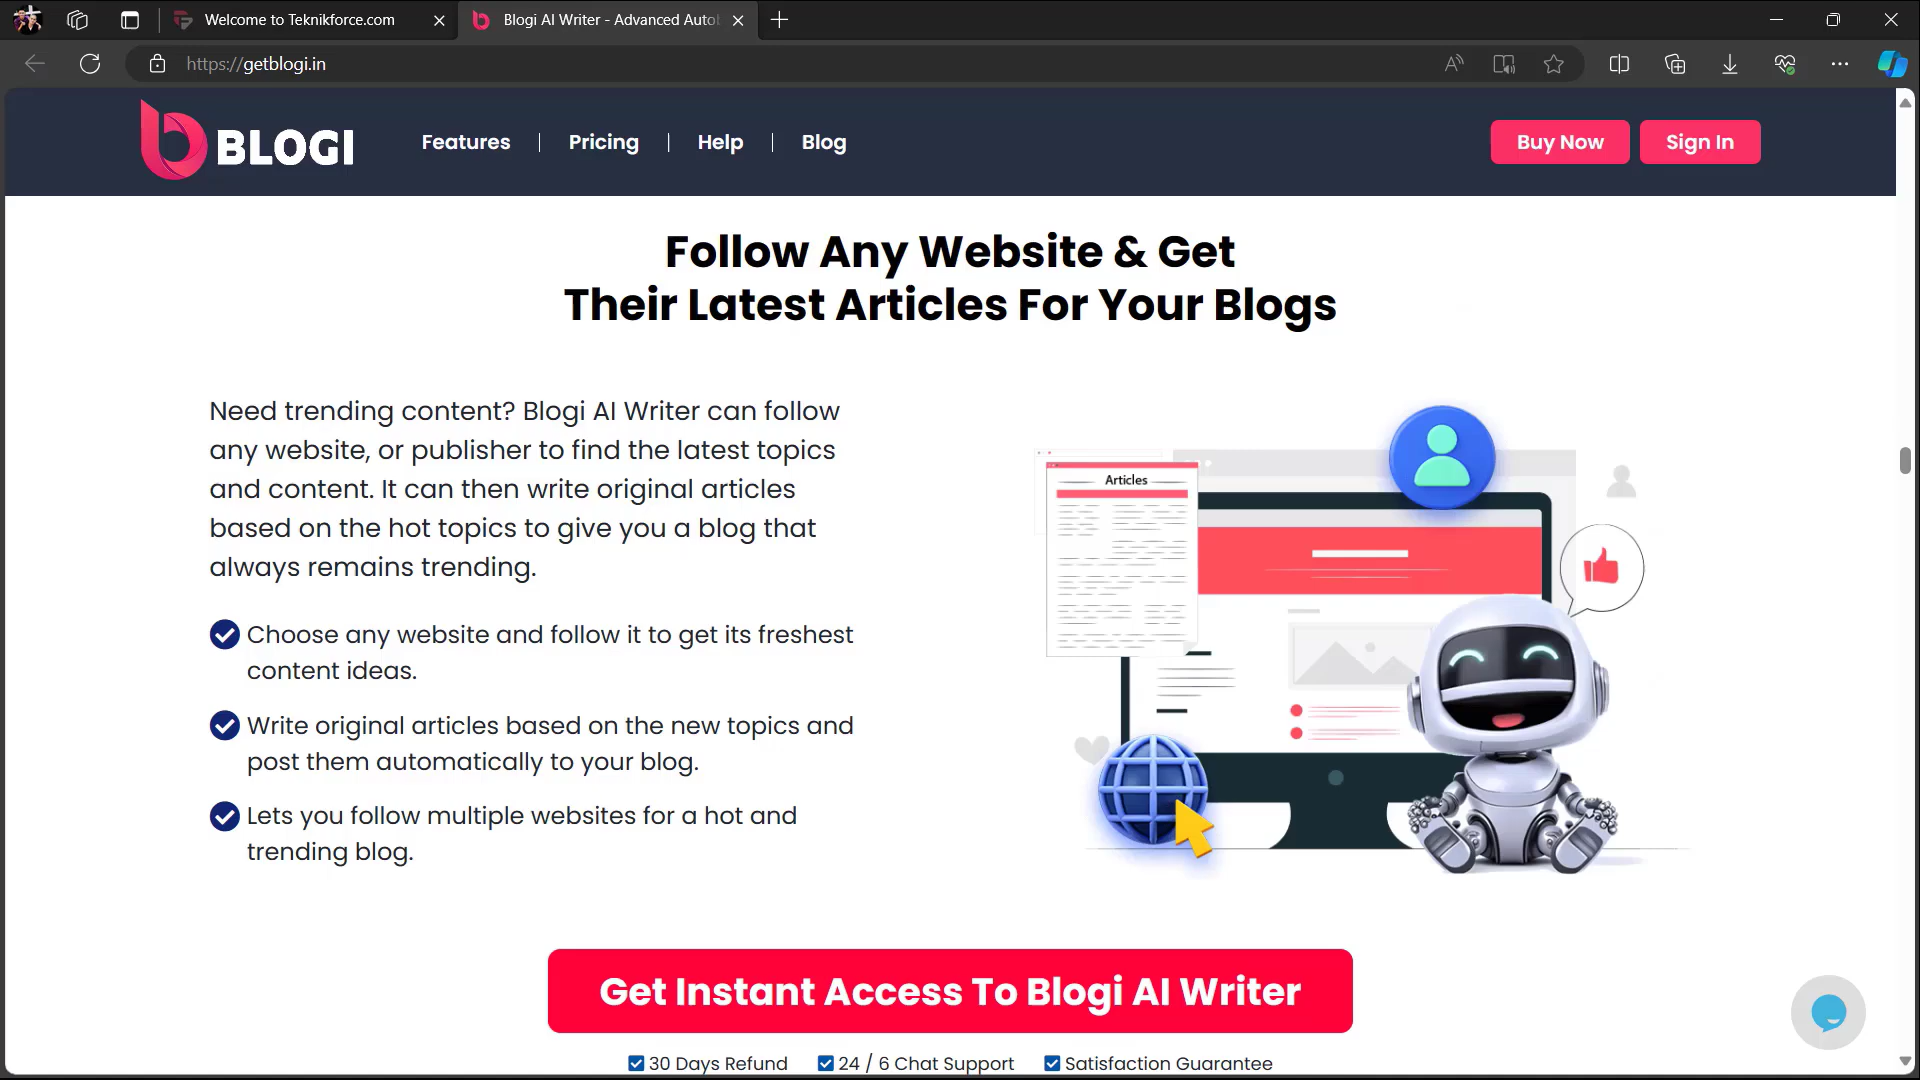 Welcome to Teknikforce.com
Blogi AI Writer - Advanced Auto
https://getblogi.in
BLOGI
Features
Pricing
Help
Blog
Buy Now
Sign In
Follow Any Website & Get
Their Latest Articles For Your Blogs
Need trending content? Blogi AI Writer can follow
any website, or publisher to find the latest topics
and content. It can then write original articles
based on the hot topics to give you a blog that
always remains trending.
Choose any website and follow it to get its freshest
content ideas.
Write original articles based on the new topics and
post them automatically to your blog.
Lets you follow multiple websites for a hot and
trending blog.
Articles
Get Instant Access To Blogi AI Writer
30 Days Refund
24 / 6 Chat Support
Satisfaction Guarantee